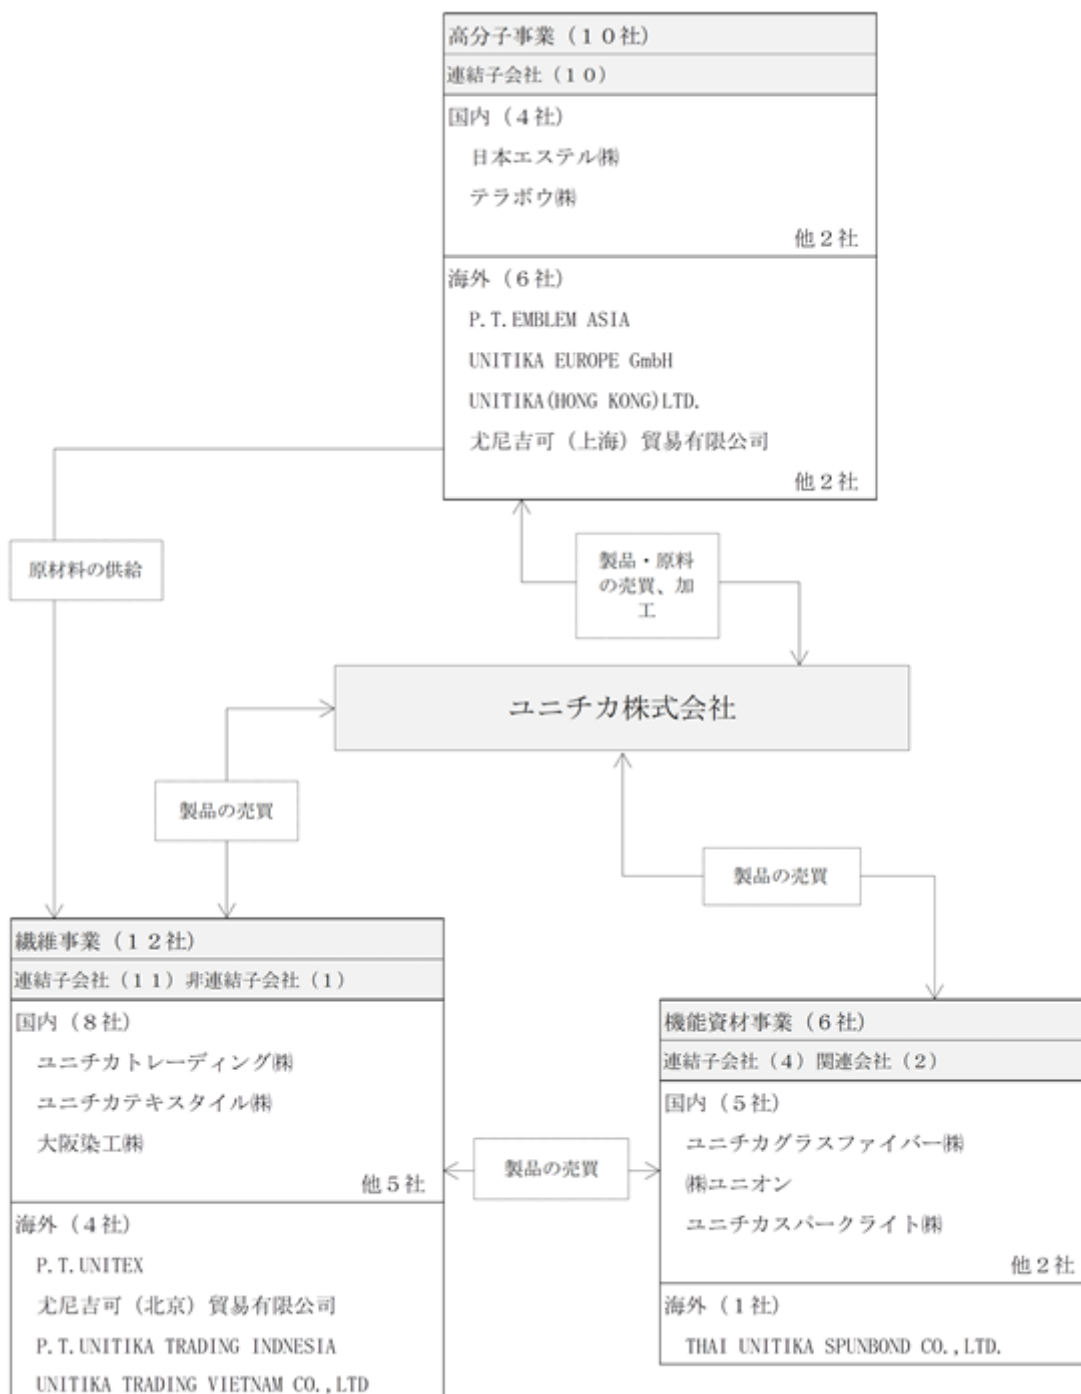 高分子事業（１０社）
連結子会社（１０）
国内（４社）
日本エステル㈱
テラボウ㈱
他２社
海外（６社）
P.T.EMBLEM ASIA
UNITIKA EUROPE GmbH
UNITIKA(HONG KONG)LTD.
尤尼吉可（上海）貿易有限公司
他２社
原材料の供給
製品・原料
の売買、加
工
ユニチカ株式会社
製品の売買
製品の売買
繊維事業（１２社）
連結子会社（１１）非連結子会社（１）
国内（８社）
ユニチカトレーディング㈱
ユニチカテキスタイル㈱
大阪染工㈱
他５社
海外（４社）
P.T.UNITEX
尤尼吉可（北京）貿易有限公司
P.T.UNITIKA TRADING INDNESIA
UNITIKA TRADING VIETNAM CO.,LTD
製品の売買
機能資材事業（６社）
連結子会社（４）関連会社（２）
国内（５社）
ユニチカグラスファイバー㈱
㈱ユニオン
ユニチカスパークライト㈱
他２社
海外（１社）
THAI UNITIKA SPUNBOND CO.,LTD.